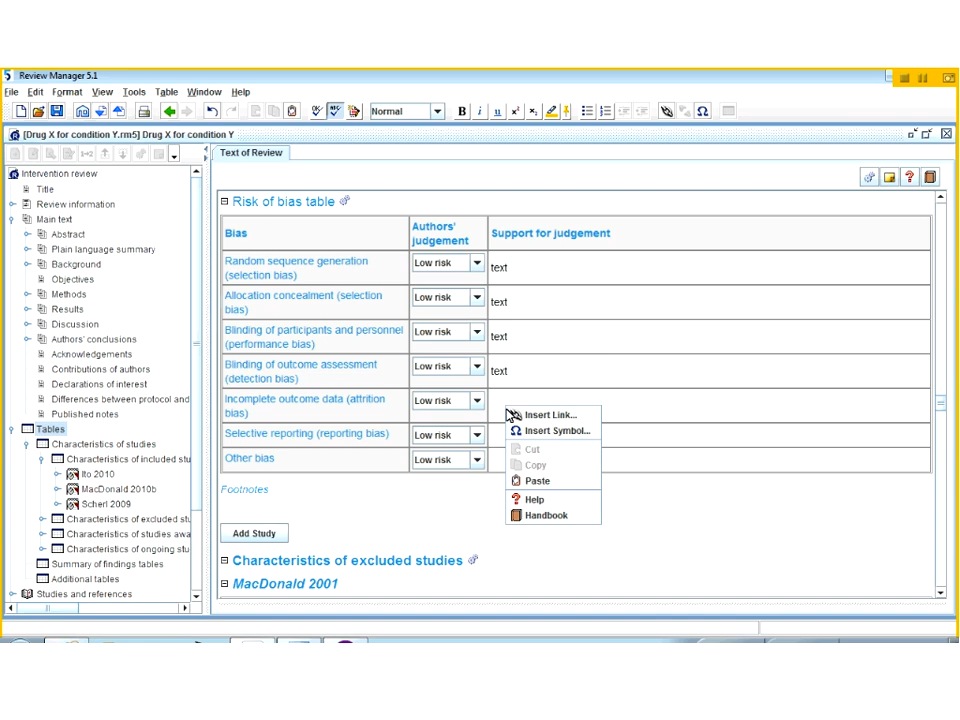 Review Manager 5.1
File Edit Format View Tools Table Window Help
Normal B i u x² x₂ Ω
[Drug X for condition Y.rm5] Drug X for condition Y
1→2
Text of Review
Intervention review
Title
Review information
Main text
Abstract
Plain language summary
Background
Objectives
Methods
Results
Discussion
Authors' conclusions
Acknowledgements
Contributions of authors
Declarations of interest
Differences between protocol and
Published notes
Tables
Characteristics of studies
Characteristics of included stu
Ito 2010
MacDonald 2010b
Scherl 2009
Characteristics of excluded stu
Characteristics of studies awa
Characteristics of ongoing stu
Summary of findings tables
Additional tables
Studies and references
Risk of bias table
Bias
Authors'
judgement
Support for judgement
Random sequence generation
(selection bias)
Low risk
text
Allocation concealment (selection
bias)
Low risk
text
Blinding of participants and personnel
(performance bias)
Low risk
text
Blinding of outcome assessment
(detection bias)
Low risk
text
Incomplete outcome data (attrition
bias)
Low risk
Selective reporting (reporting bias)
Low risk
Other bias
Low risk
Insert Link...
Ω Insert Symbol...
Cut
Copy
Paste
? Help
Handbook
Footnotes
Add Study
Characteristics of excluded studies
MacDonald 2001